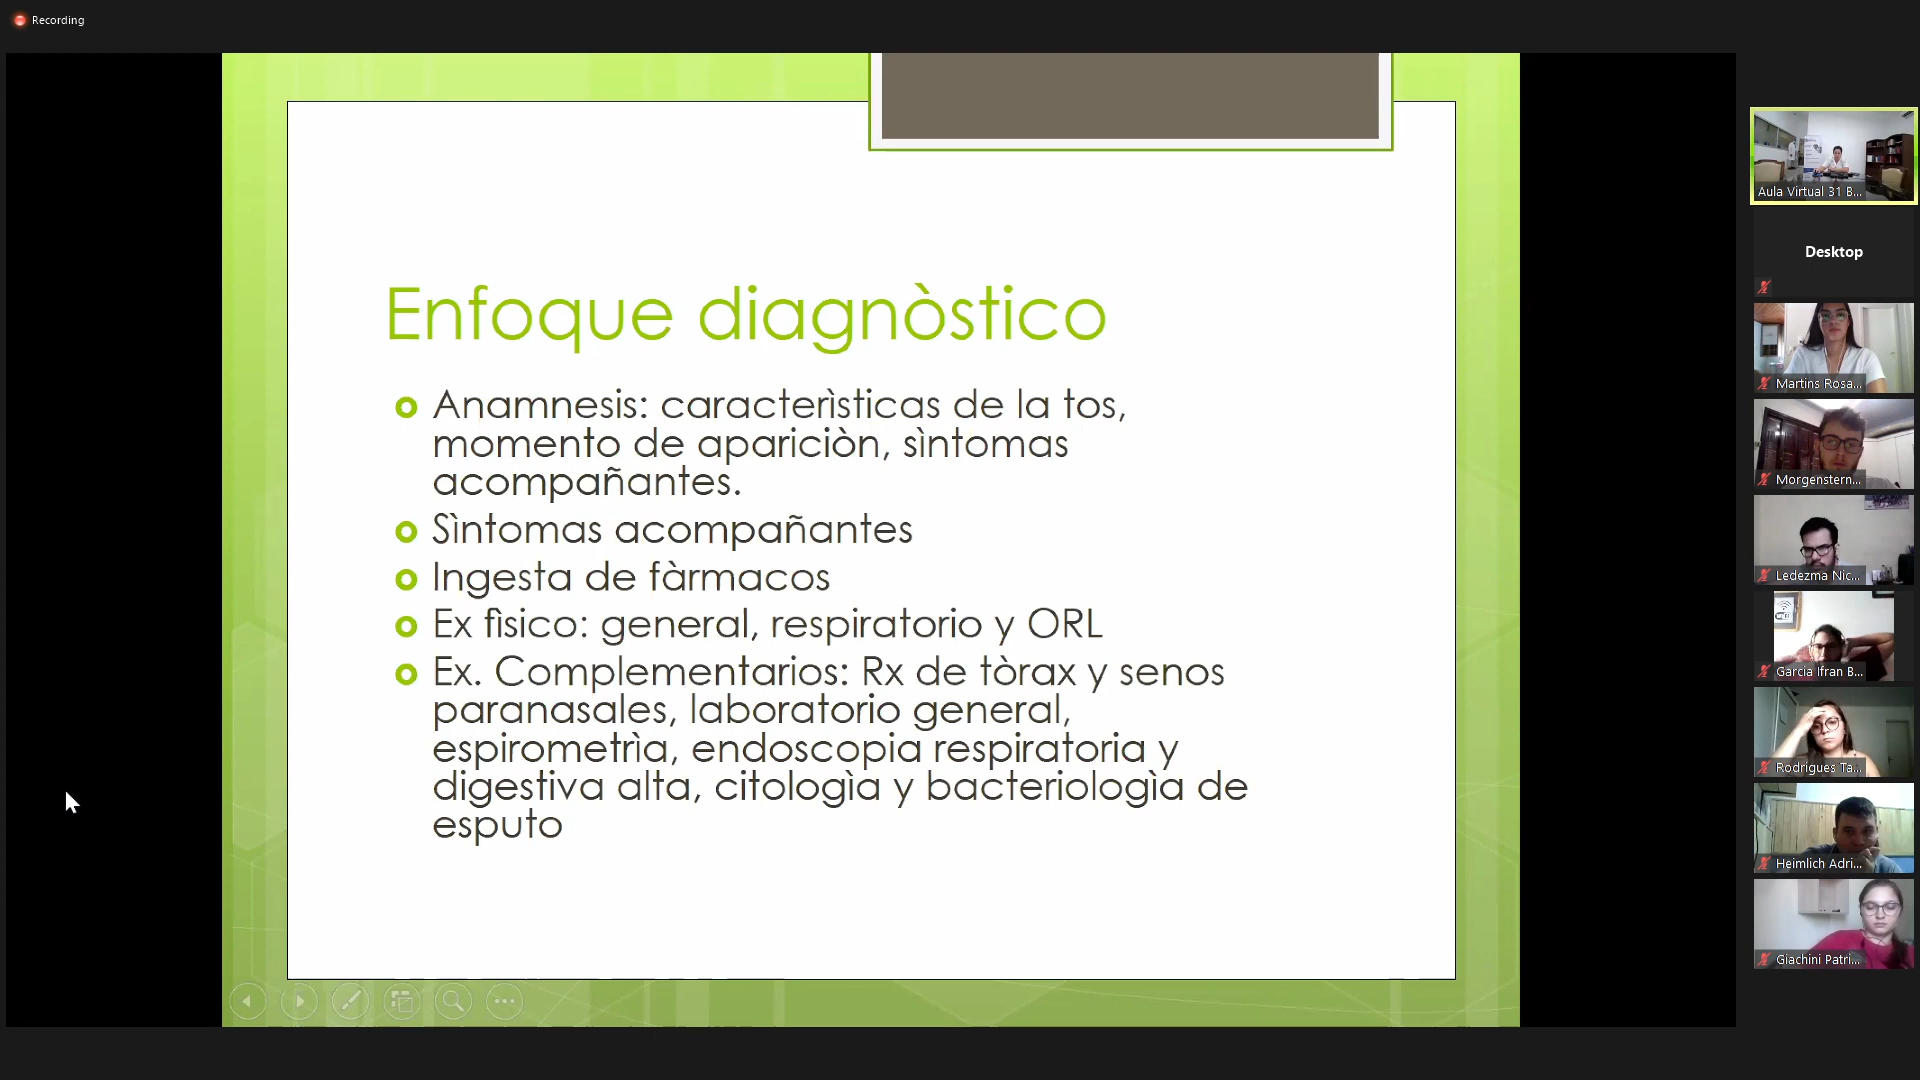 Recording
Enfoque diagnòstico
Anamnesis: caracterìsticas de la tos,
momento de apariciòn, sìntomas
acompañantes.
Sìntomas acompañantes
Ingesta de fàrmacos
Ex fìsico: general, respiratorio y ORL
Ex. Complementarios: Rx de tòrax y senos
paranasales, laboratorio general,
espirometrìa, endoscopia respiratoria y
digestiva alta, citologìa y bacteriologìa de
esputo
Aula Virtual 31 B...
Desktop
Martins Rosa...
Morgenstern...
Ledezma Nic...
Garcia Ifran B...
Rodrigues Ta...
Heimlich Adri...
Giachini Patri...